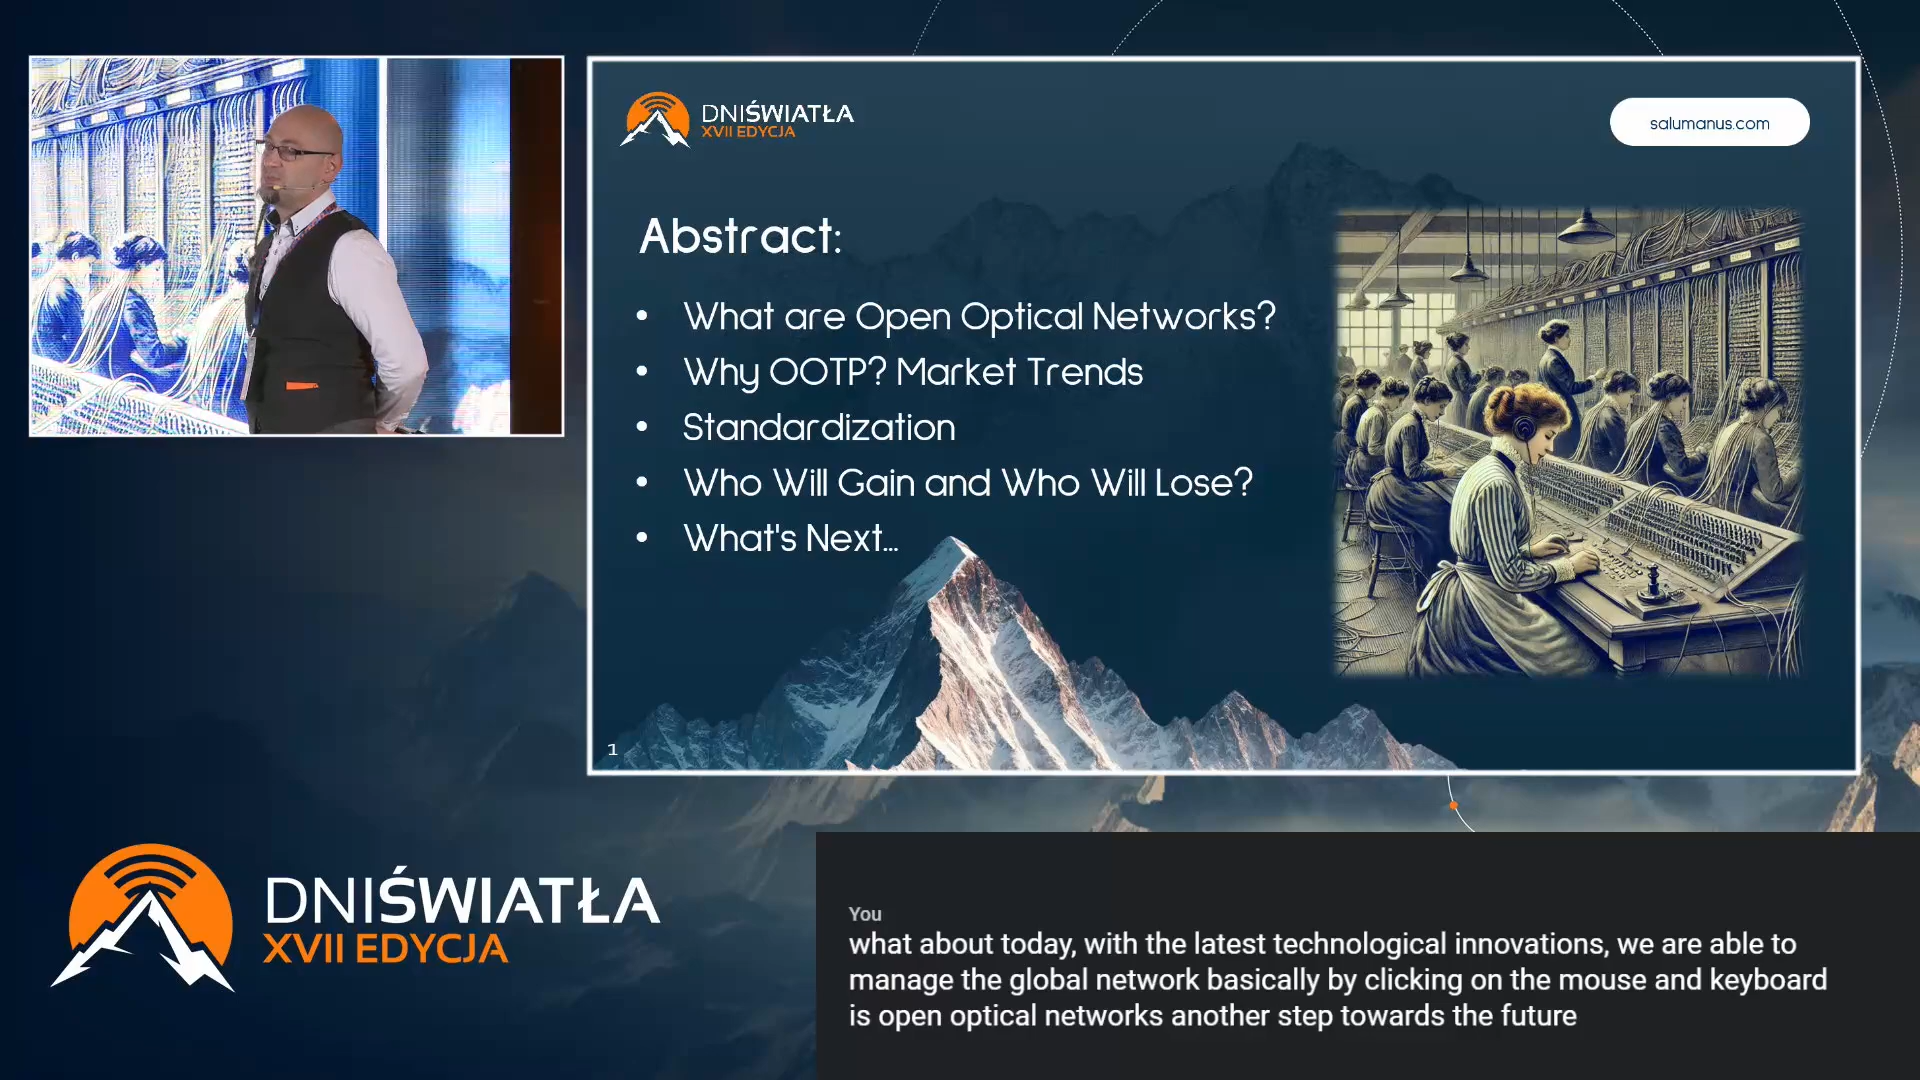 DNIŚWIATŁA
XVII EDYCJA
salumanus.com
Abstract:
• What are Open Optical Networks?
• Why OOTP? Market Trends
• Standardization
• Who Will Gain and Who Will Lose?
• What's Next...
1
DNIŚWIATŁA
XVII EDYCJA
You
what about today, with the latest technological innovations, we are able to
manage the global network basically by clicking on the mouse and keyboard
is open optical networks another step towards the future